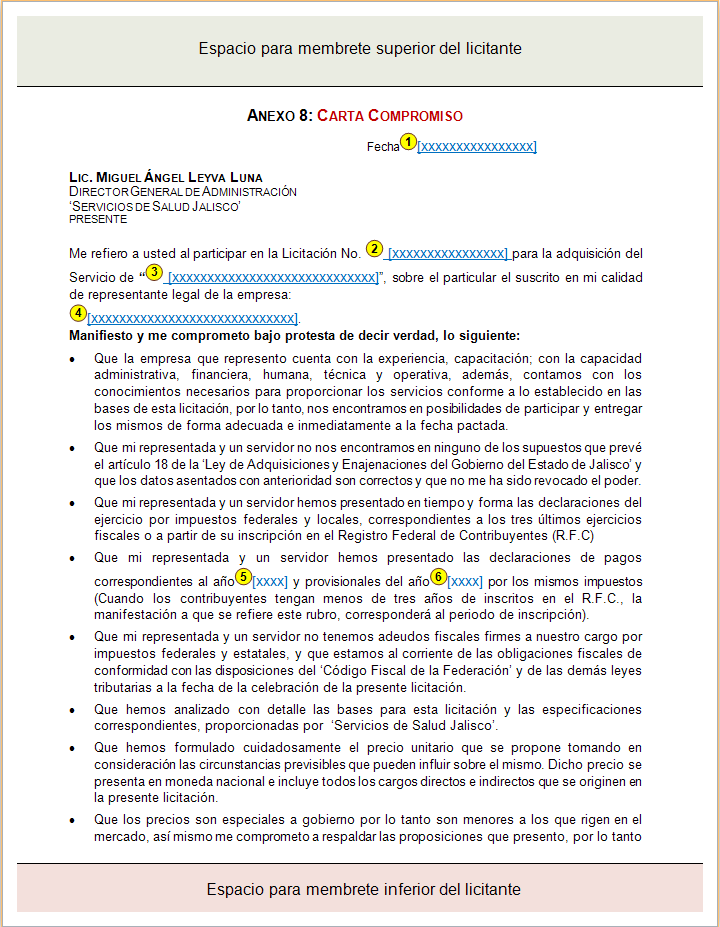 Espacio para membrete superior del licitante
ANEXO 8: CARTA COMPROMISO
Fecha 1 [xxxxxxxxxxxxxxxx]
LIC. MIGUEL ÁNGEL LEYVA LUNA
DIRECTOR GENERAL DE ADMINISTRACIÓN
‘SERVICIOS DE SALUD JALISCO’
PRESENTE
Me refiero a usted al participar en la Licitación No. 2 [xxxxxxxxxxxxxxxx] para la adquisición del
Servicio de “3 [xxxxxxxxxxxxxxxxxxxxxxxxxxxxx]”, sobre el particular el suscrito en mi calidad
de representante legal de la empresa:
4 [xxxxxxxxxxxxxxxxxxxxxxxxxxxxx].
Manifiesto y me comprometo bajo protesta de decir verdad, lo siguiente:
• Que la empresa que represento cuenta con la experiencia, capacitación; con la capacidad
administrativa, financiera, humana, técnica y operativa, además, contamos con los
conocimientos necesarios para proporcionar los servicios conforme a lo establecido en las
bases de esta licitación, por lo tanto, nos encontramos en posibilidades de participar y entregar
los mismos de forma adecuada e inmediatamente a la fecha pactada.
• Que mi representada y un servidor no nos encontramos en ninguno de los supuestos que prevé
el artículo 18 de la ‘Ley de Adquisiciones y Enajenaciones del Gobierno del Estado de Jalisco’ y
que los datos asentados con anterioridad son correctos y que no me ha sido revocado el poder.
• Que mi representada y un servidor hemos presentado en tiempo y forma las declaraciones del
ejercicio por impuestos federales y locales, correspondientes a los tres últimos ejercicios
fiscales o a partir de su inscripción en el Registro Federal de Contribuyentes (R.F.C)
• Que mi representada y un servidor hemos presentado las declaraciones de pagos
correspondientes al año 5 [xxxx] y provisionales del año 6 [xxxx] por los mismos impuestos
(Cuando los contribuyentes tengan menos de tres años de inscritos en el R.F.C., la
manifestación a que se refiere este rubro, corresponderá al periodo de inscripción).
• Que mi representada y un servidor no tenemos adeudos fiscales firmes a nuestro cargo por
impuestos federales y estatales, y que estamos al corriente de las obligaciones fiscales de
conformidad con las disposiciones del ‘Código Fiscal de la Federación’ y de las demás leyes
tributarias a la fecha de la celebración de la presente licitación.
• Que hemos analizado con detalle las bases para esta licitación y las especificaciones
correspondientes, proporcionadas por ‘Servicios de Salud Jalisco’.
• Que hemos formulado cuidadosamente el precio unitario que se propone tomando en
consideración las circunstancias previsibles que pueden influir sobre el mismo. Dicho precio se
presenta en moneda nacional e incluye todos los cargos directos e indirectos que se originen en
la presente licitación.
• Que los precios son especiales a gobierno por lo tanto son menores a los que rigen en el
mercado, así mismo me comprometo a respaldar las proposiciones que presento, por lo tanto
Espacio para membrete inferior del licitante